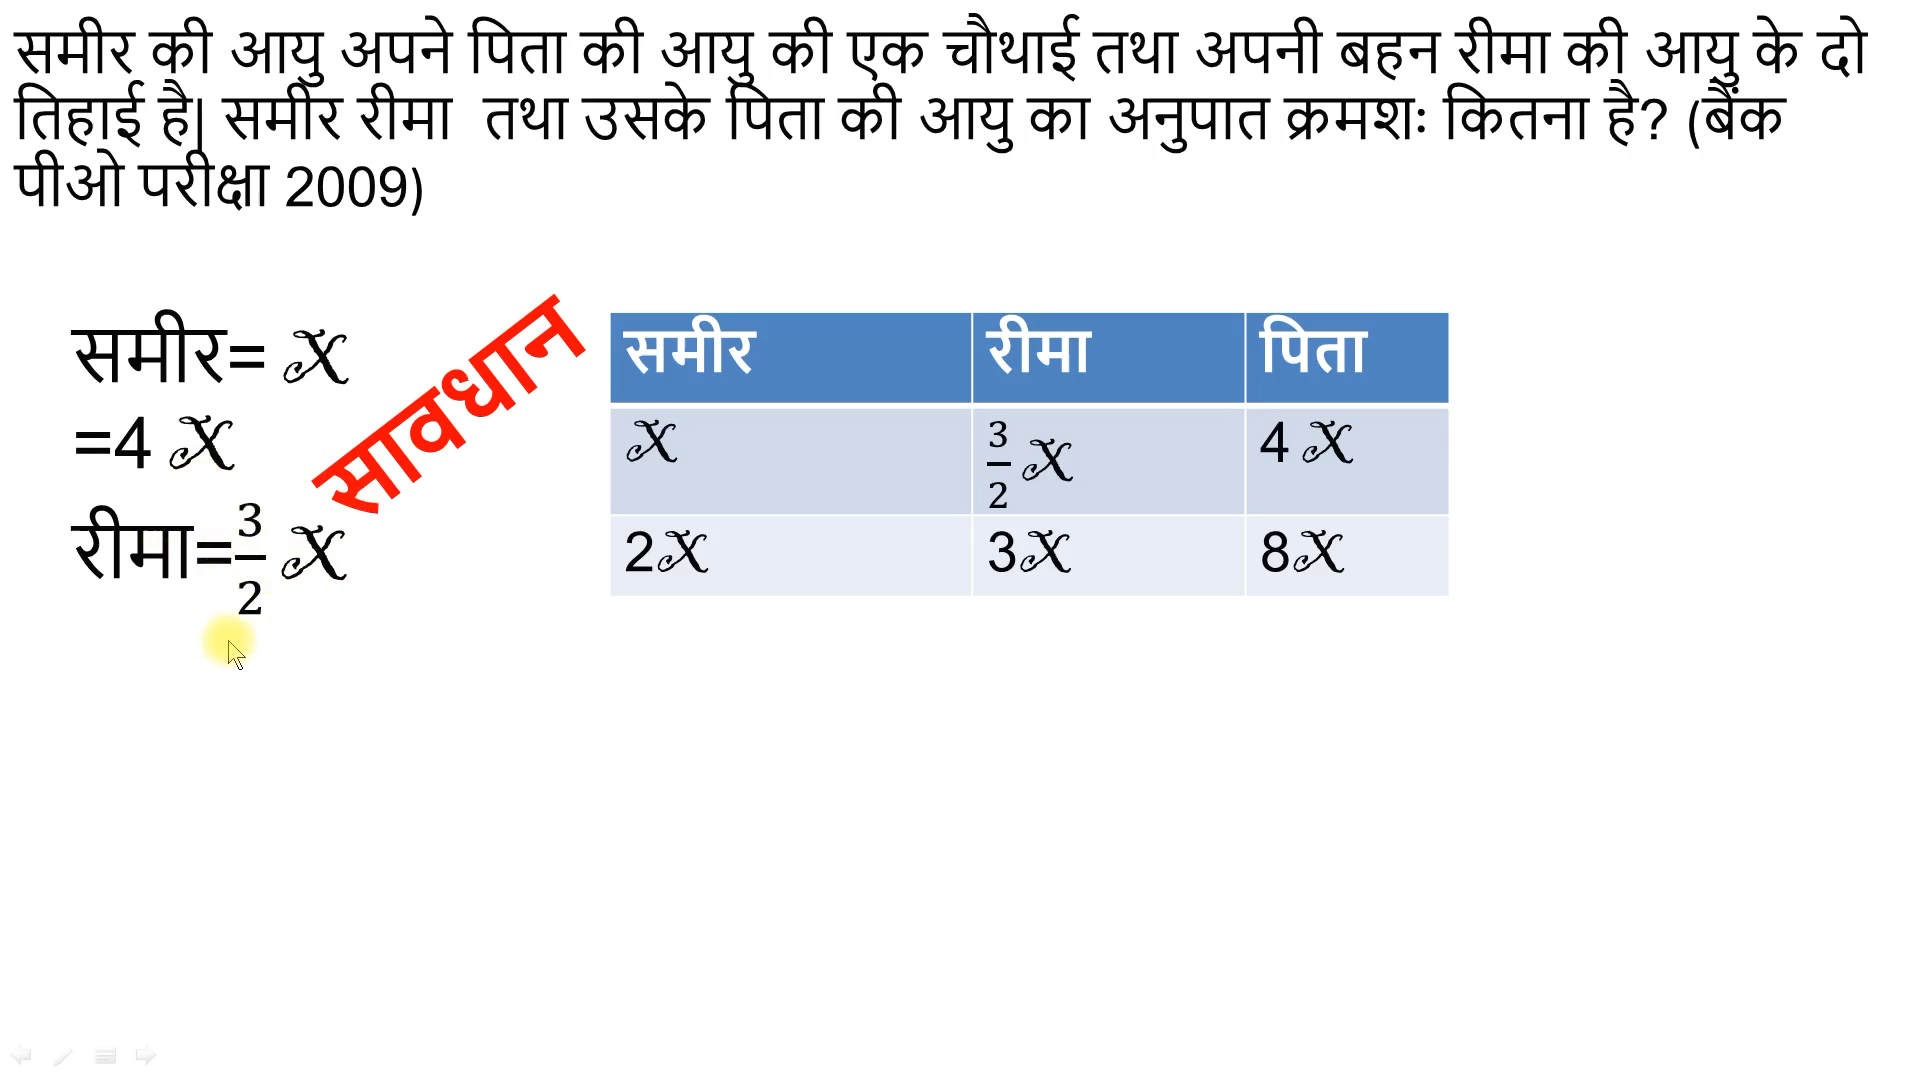 समीर की आयु अपने पिता की आयु की एक चौथाई तथा अपनी बहन रीमा की आयु के दो
तिहाई है| समीर रीमा तथा उसके पिता की आयु का अनुपात क्रमशः कितना है? (बैंक
पीओ परीक्षा 2009)
समीर= 𝒳
=4 𝒳
रीमा=3/2 𝒳
सावधान
समीर रीमा पिता
𝒳 3/2 𝒳 4 𝒳
2𝒳 3𝒳 8𝒳